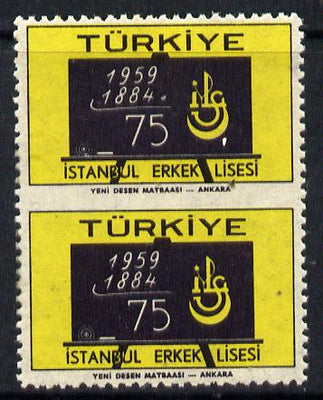 TÜRKİYE
1959
1884
75
İSTANBUL ERKEK LİSESİ
YENİ DESEN MATBAASI — ANKARA
TÜRKİYE
1959
1884
75
İSTANBUL ERKEK LİSESİ
YENİ DESEN MATBAASI — ANKARA